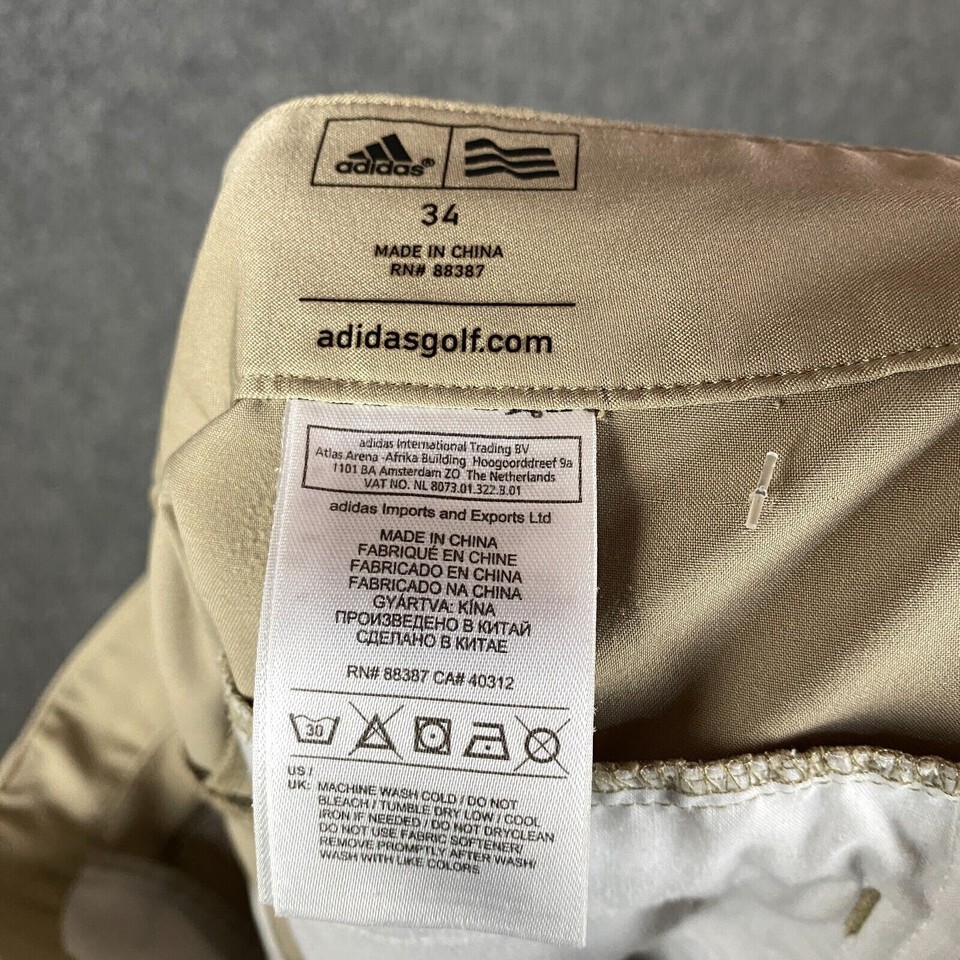 adidas®
34
MADE IN CHINA
RN# 88387
adidasgolf.com
adidas International Trading BV
Atlas Arena -Afrika Building Hoogoorddreef 9a
1101 BA Amsterdam ZO The Netherlands
VAT NO. NL 8073.01.322.B.01
adidas Imports and Exports Ltd
MADE IN CHINA
FABRIQUÉ EN CHINE
FABRICADO EN CHINA
FABRICADO NA CHINA
GYÁRTVA: KÍNA
ПРОИЗВЕДЕНО В КИТАЙ
СДЕЛАНО В КИТАЕ
RN# 88387 CA# 40312
30
US /
UK: MACHINE WASH COLD / DO NOT
BLEACH / TUMBLE DRY LOW / COOL
IRON IF NEEDED / DO NOT DRYCLEAN
DO NOT USE FABRIC SOFTENER/
REMOVE PROMPTLY AFTER WASH/
WASH WITH LIKE COLORS